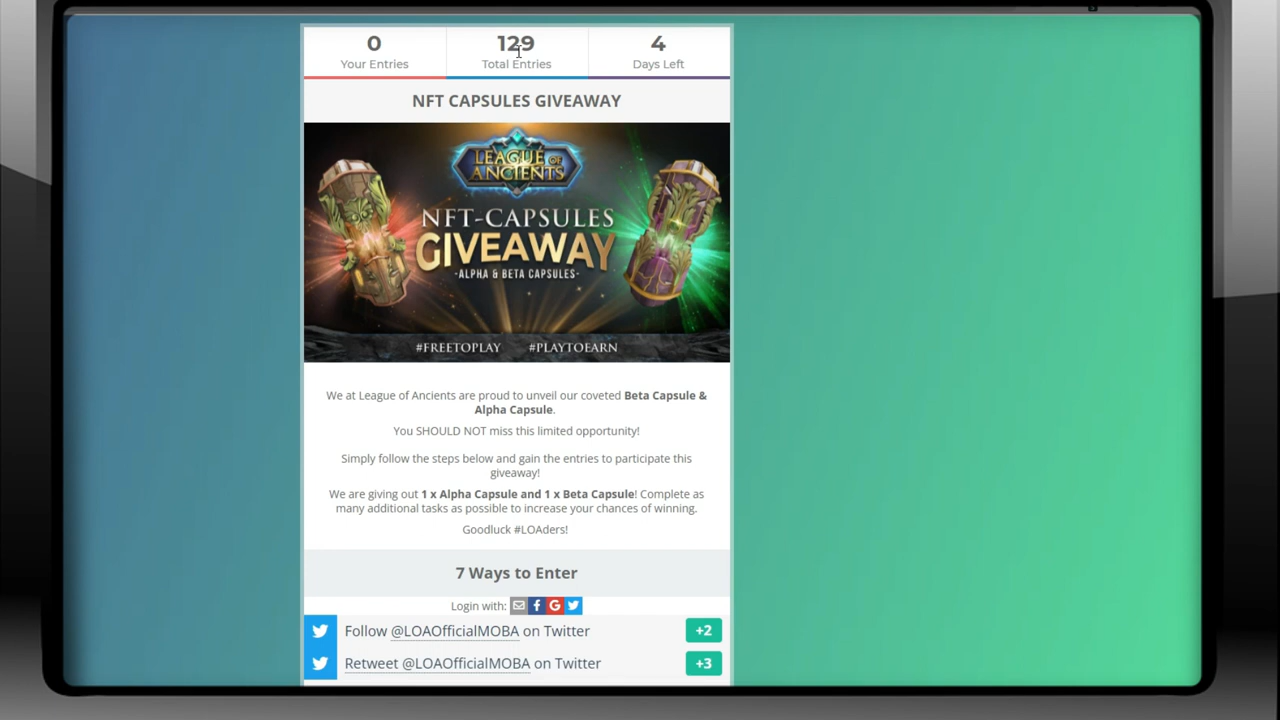 0
Your Entries
129
Total Entries
4
Days Left
NFT CAPSULES GIVEAWAY
LEAGUE OF
ANCIENTS
NFT-CAPSULES
GIVEAWAY
-ALPHA & BETA CAPSULES-
#FREETOPLAY #PLAYTOEARN
We at League of Ancients are proud to unveil our coveted Beta Capsule &
Alpha Capsule.
You SHOULD NOT miss this limited opportunity!
Simply follow the steps below and gain the entries to participate this
giveaway!
We are giving out 1 x Alpha Capsule and 1 x Beta Capsule! Complete as
many additional tasks as possible to increase your chances of winning.
Goodluck #LOAders!
7 Ways to Enter
Login with:
Follow @LOAOfficialMOBA on Twitter +2
Retweet @LOAOfficialMOBA on Twitter +3